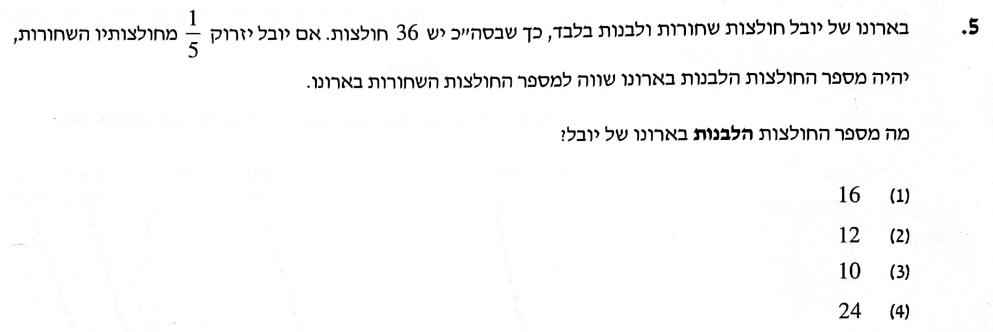 5. בארונו של יובל חולצות שחורות ולבנות בלבד, כך שבסה"כ יש 36 חולצות. אם יובל יזרוק 1/5 מחולצותיו השחורות,
יהיה מספר החולצות הלבנות בארונו שווה למספר החולצות השחורות בארונו.
מה מספר החולצות הלבנות בארונו של יובל?
(1) 16
(2) 12
(3) 10
(4) 24